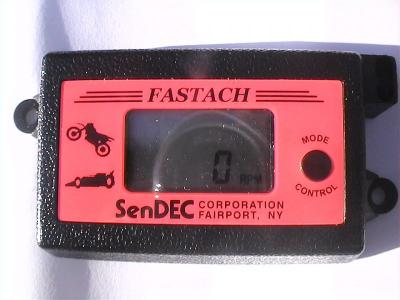 FASTACH
0 RPM
MODE
CONTROL
SenDEC CORPORATION
FAIRPORT, NY